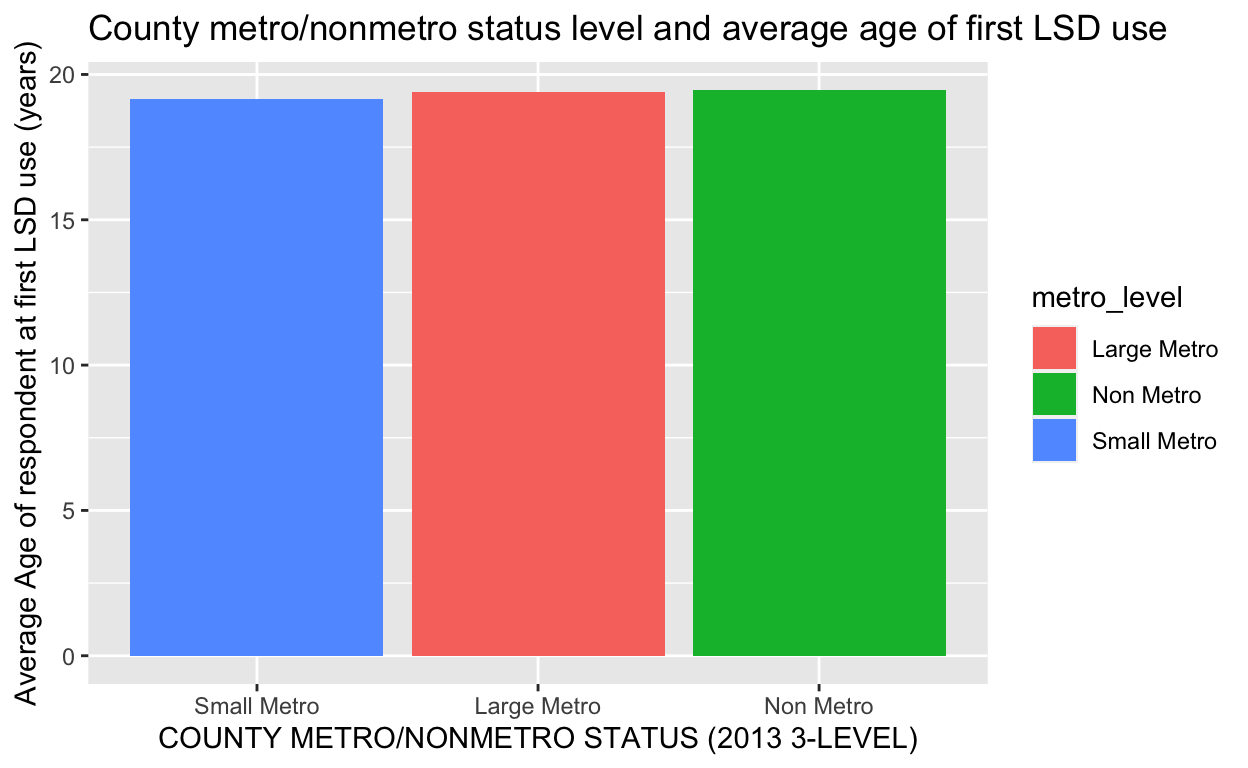 County metro/nonmetro status level and average age of first LSD use
Average Age of respondent at first LSD use (years)
20
15
10
5
0
Small Metro
Large Metro
Non Metro
COUNTY METRO/NONMETRO STATUS (2013 3-LEVEL)
metro_level
Large Metro
Non Metro
Small Metro